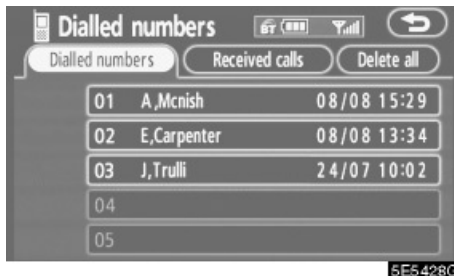 Dialled numbers BT
Dialled numbers Received calls Delete all
01 A,Mcnish 08/08 15:29
02 E,Carpenter 08/08 13:34
03 J,Trulli 24/07 10:02
04
05
5E5428C